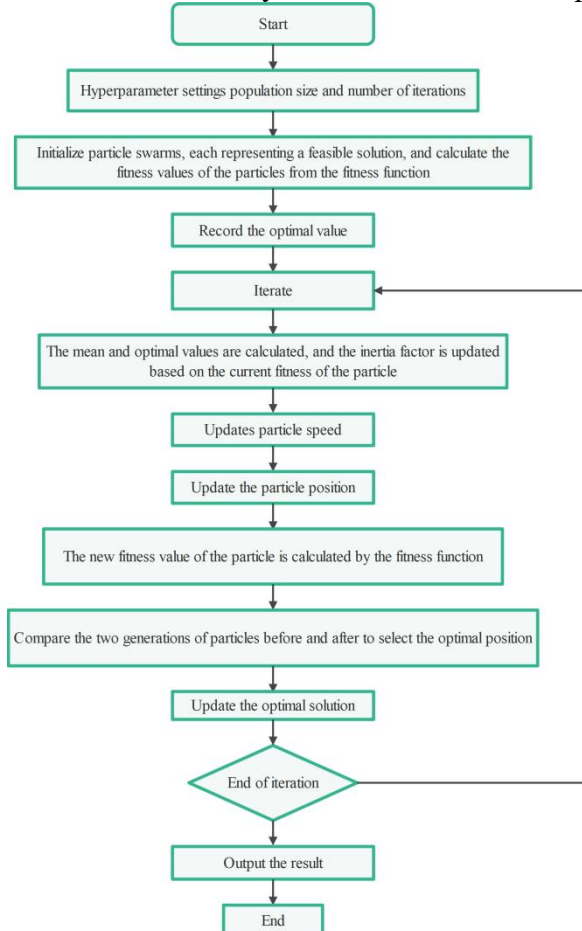 Start
Hyperparameter settings population size and number of iterations
Initialize particle swarms, each representing a feasible solution, and calculate the
fitness values of the particles from the fitness function
Record the optimal value
Iterate
The mean and optimal values are calculated, and the inertia factor is updated
based on the current fitness of the particle
Updates particle speed
Update the particle position
The new fitness value of the particle is calculated by the fitness function
Compare the two generations of particles before and after to select the optimal position
Update the optimal solution
End of iteration
Output the result
End